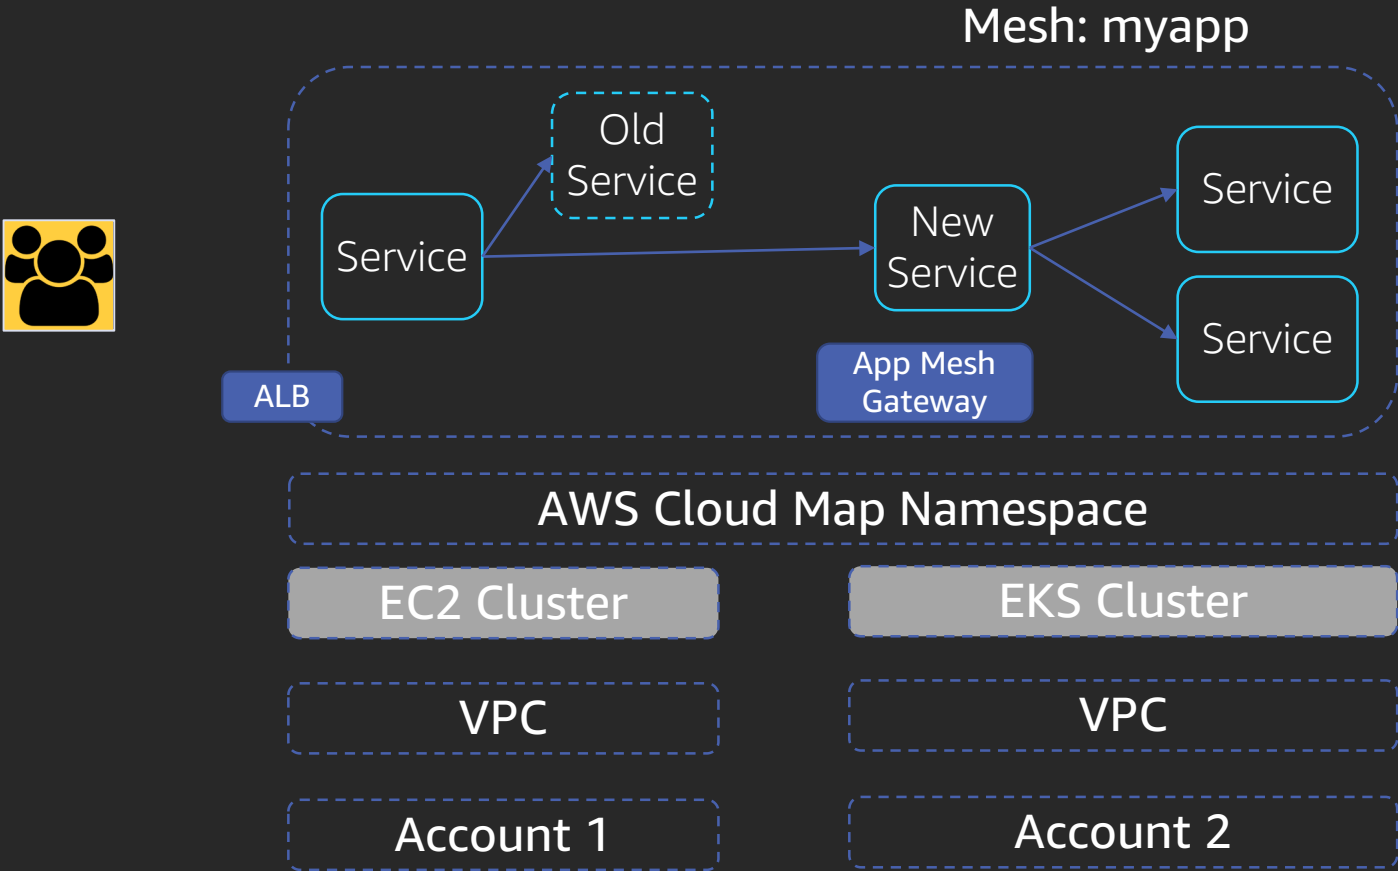 Mesh: myapp
Old
Service
Service
New
Service
Service
Service
ALB
App Mesh
Gateway
AWS Cloud Map Namespace
EC2 Cluster
EKS Cluster
VPC
VPC
Account 1
Account 2